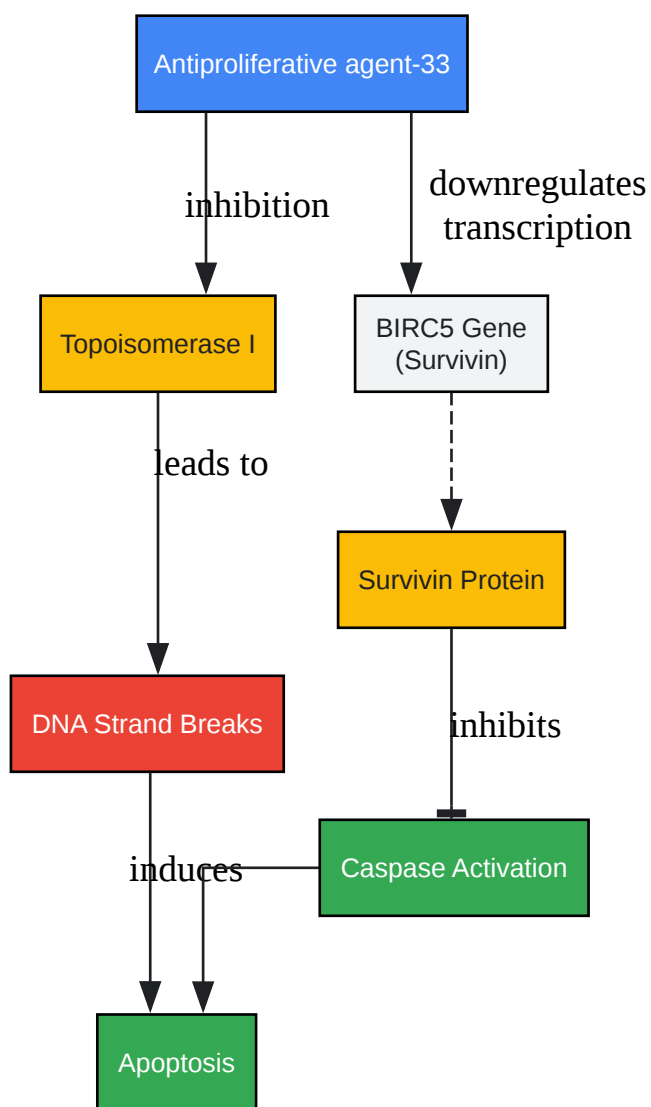 Antiproliferative agent-33
inhibition
downregulates
transcription
Topoisomerase I
BIRC5 Gene
(Survivin)
leads to
Survivin Protein
DNA Strand Breaks
inhibits
induces
Caspase Activation
Apoptosis